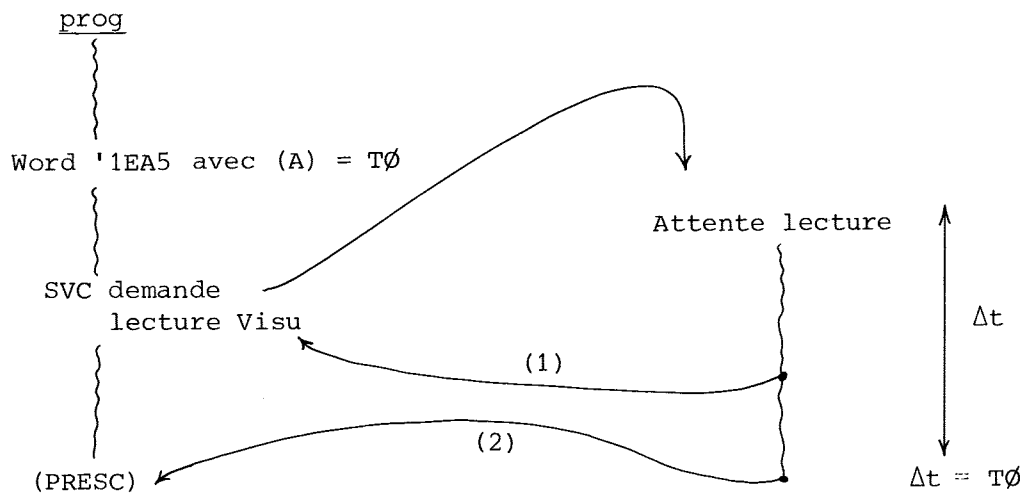 prog
Word '1EA5 avec (A) = TØ
Attente lecture
SVC demande
lecture Visu
Δt
(1)
(2)
(PRESC)
Δt = TØ